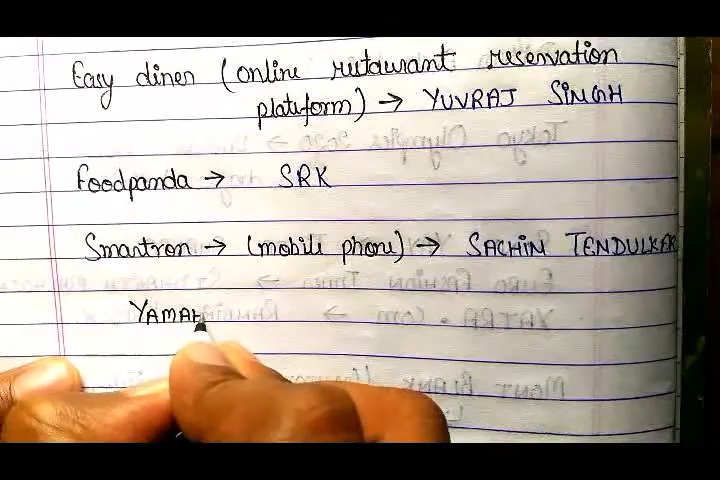 Easy diner (online restaurant reservation
platform) → YUVRAJ SINGH
Foodpanda → SRK
Smartron → (mobile phone) → SACHIN TENDULKAR
YAMAH